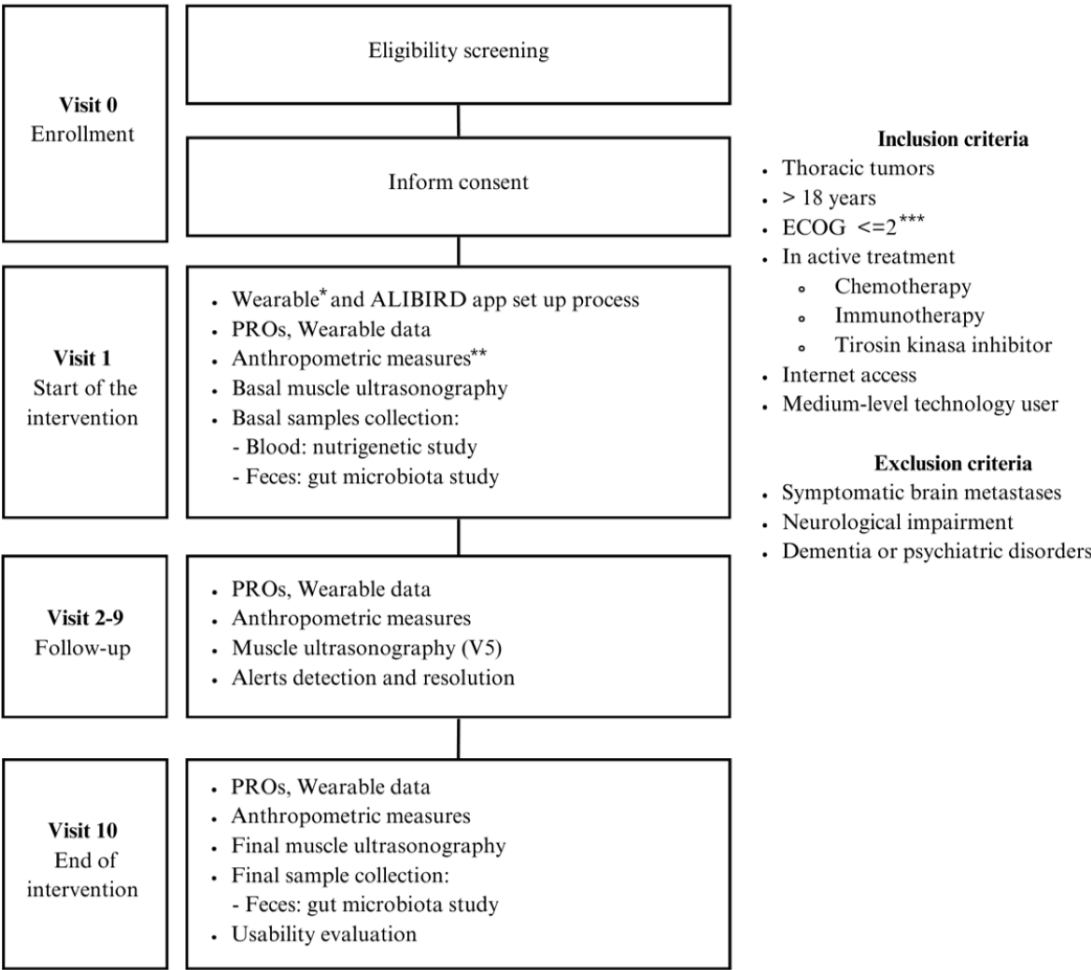 Visit 0
Enrollment
Eligibility screening
Inform consent
Visit 1
Start of the
intervention
• Wearable* and ALIBIRD app set up process
• PROs, Wearable data
• Anthropometric measures**
• Basal muscle ultrasonography
• Basal samples collection:
- Blood: nutrigenetic study
- Feces: gut microbiota study
Visit 2-9
Follow-up
• PROs, Wearable data
• Anthropometric measures
• Muscle ultrasonography (V5)
• Alerts detection and resolution
Visit 10
End of
intervention
• PROs, Wearable data
• Anthropometric measures
• Final muscle ultrasonography
• Final sample collection:
- Feces: gut microbiota study
• Usability evaluation
Inclusion criteria
• Thoracic tumors
• > 18 years
• ECOG <=2***
• In active treatment
∘ Chemotherapy
∘ Immunotherapy
∘ Tirosin kinasa inhibitor
• Internet access
• Medium-level technology user
Exclusion criteria
• Symptomatic brain metastases
• Neurological impairment
• Dementia or psychiatric disorders